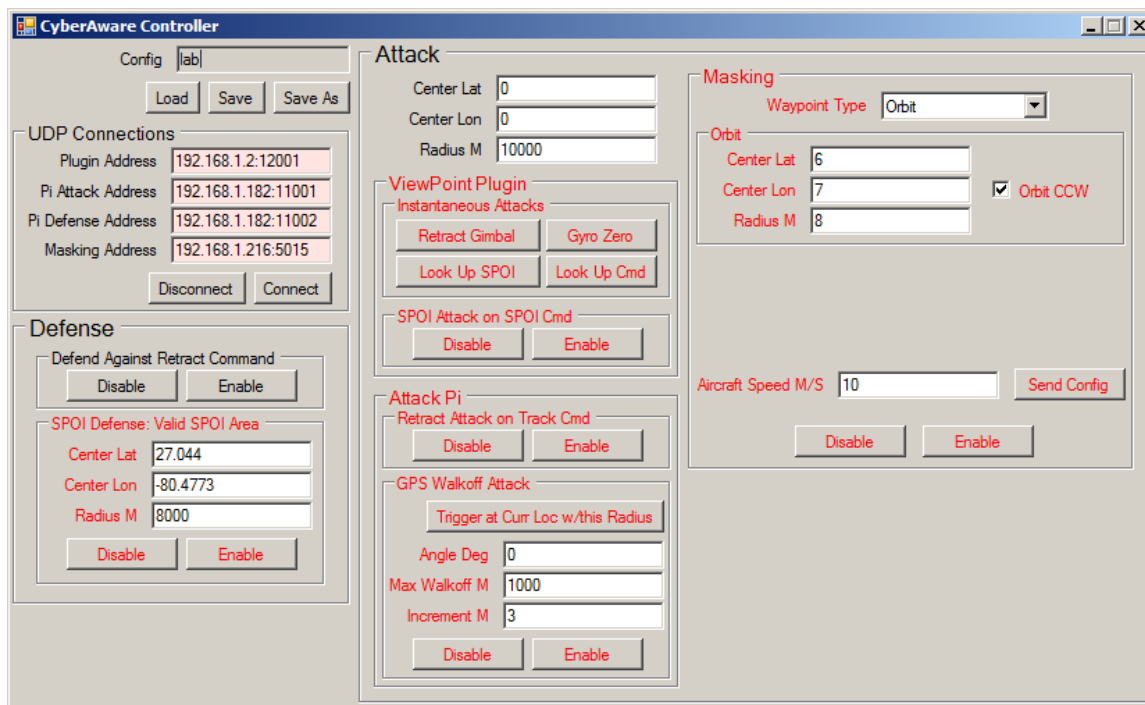 CyberAware Controller
Config lab
Load Save Save As
UDP Connections
Plugin Address 192.168.1.2:12001
Pi Attack Address 192.168.1.182:11001
Pi Defense Address 192.168.1.182:11002
Masking Address 192.168.1.216:5015
Disconnect Connect
Defense
Defend Against Retract Command
Disable Enable
SPOI Defense: Valid SPOI Area
Center Lat 27.044
Center Lon -80.4773
Radius M 8000
Disable Enable
Attack
Center Lat 0
Center Lon 0
Radius M 10000
ViewPoint Plugin
Instantaneous Attacks
Retract Gimbal Gyro Zero
Look Up SPOI Look Up Cmd
SPOI Attack on SPOI Cmd
Disable Enable
Attack Pi
Retract Attack on Track Cmd
Disable Enable
GPS Walkoff Attack
Trigger at Curr Loc w/this Radius
Angle Deg 0
Max Walkoff M 1000
Increment M 3
Disable Enable
Masking
Waypoint Type Orbit
Orbit
Center Lat 6
Center Lon 7 Orbit CCW
Radius M 8
Aircraft Speed M/S 10 Send Config
Disable Enable